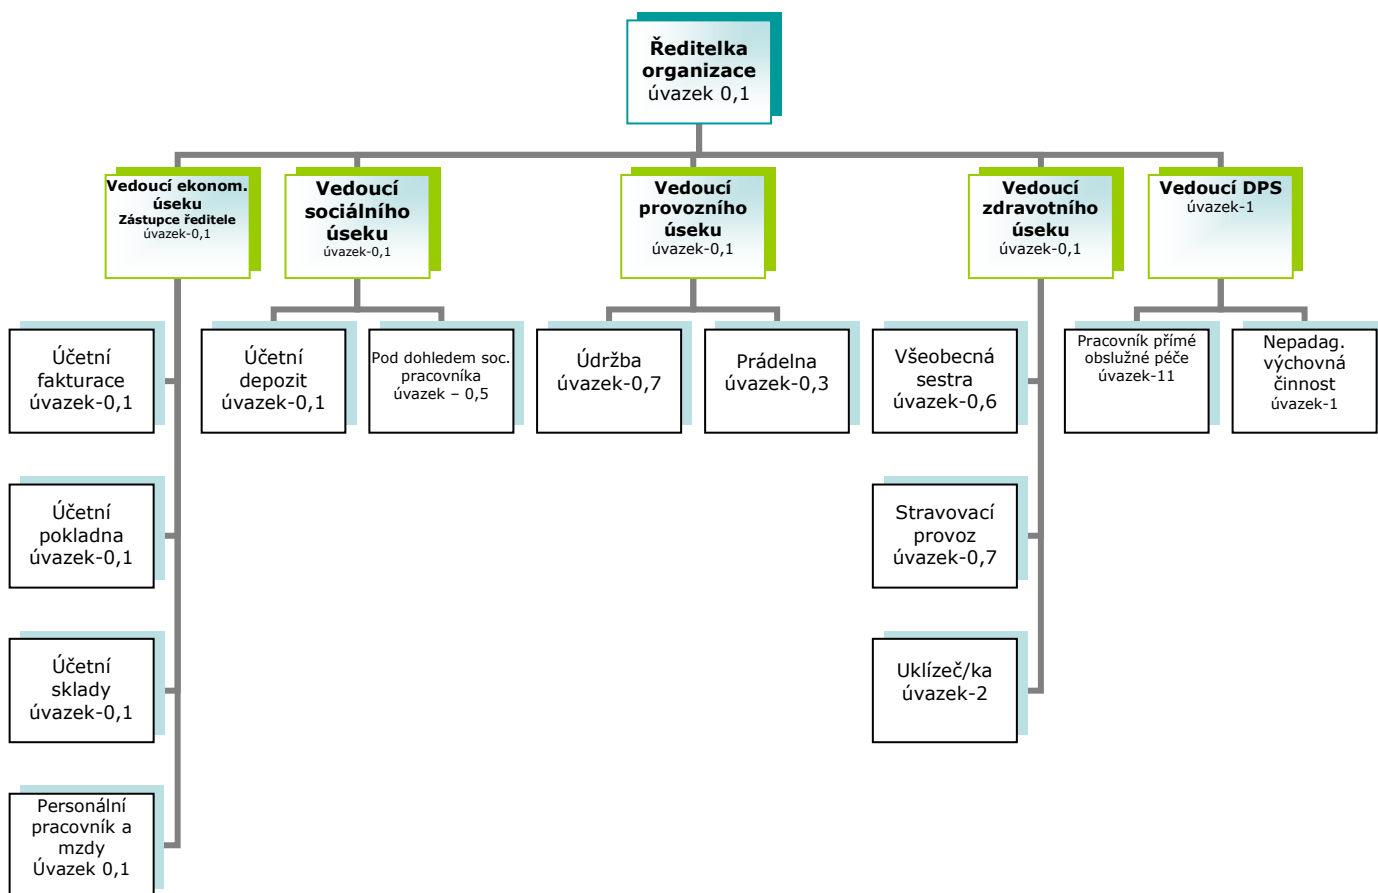 Ředitelka
organizace
úvazek 0,1
Vedoucí ekonom.
úseku
Zástupce ředitele
úvazek-0,1
Vedoucí
sociálního
úseku
úvazek-0,1
Vedoucí
provozního
úseku
úvazek-0,1
Vedoucí
zdravotního
úseku
úvazek-0,1
Vedoucí DPS
úvazek-1
Účetní
fakturace
úvazek-0,1
Účetní
depozit
úvazek-0,1
Pod dohledem soc.
pracovníka
úvazek – 0,5
Údržba
úvazek-0,7
Prádelna
úvazek-0,3
Všeobecná
sestra
úvazek-0,6
Pracovník přímé
obslužné péče
úvazek-11
Nepadag.
výchovná
činnost
úvazek-1
Účetní
pokladna
úvazek-0,1
Stravovací
provoz
úvazek-0,7
Účetní
sklady
úvazek-0,1
Uklízeč/ka
úvazek-2
Personální
pracovník a
mzdy
Úvazek 0,1